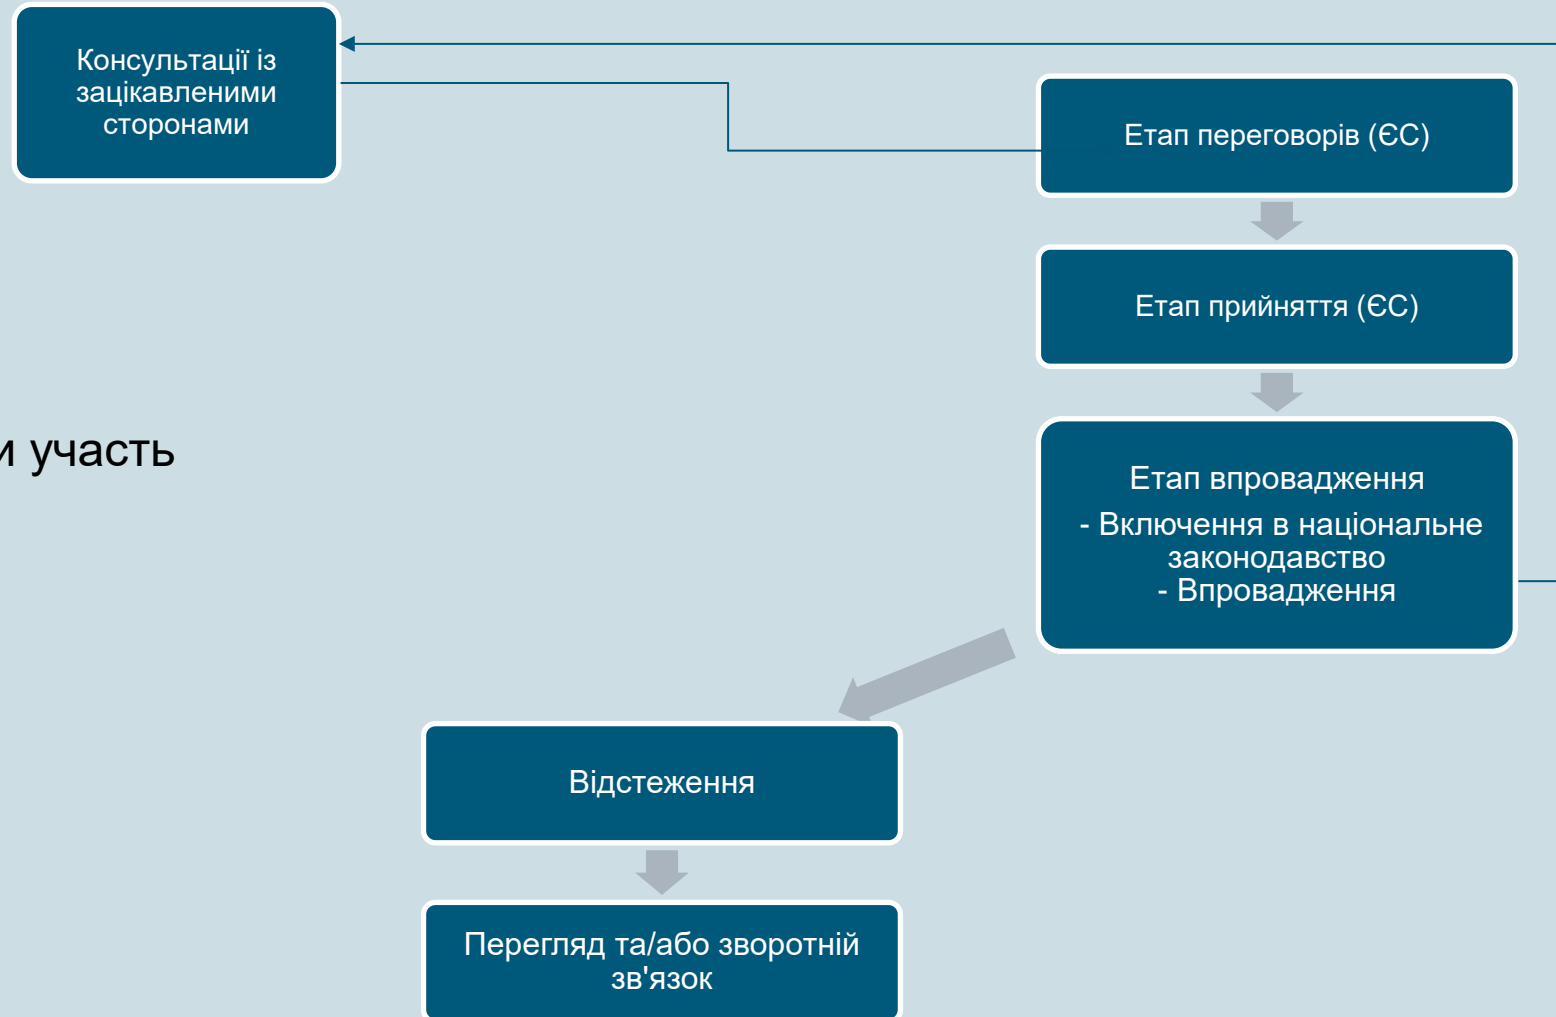 Консультації із
зацікавленими
сторонами
Етап переговорів (ЄС)
Етап прийняття (ЄС)
и участь
Етап впровадження
- Включення в національне
законодавство
- Впровадження
Відстеження
Перегляд та/або зворотній
зв'язок